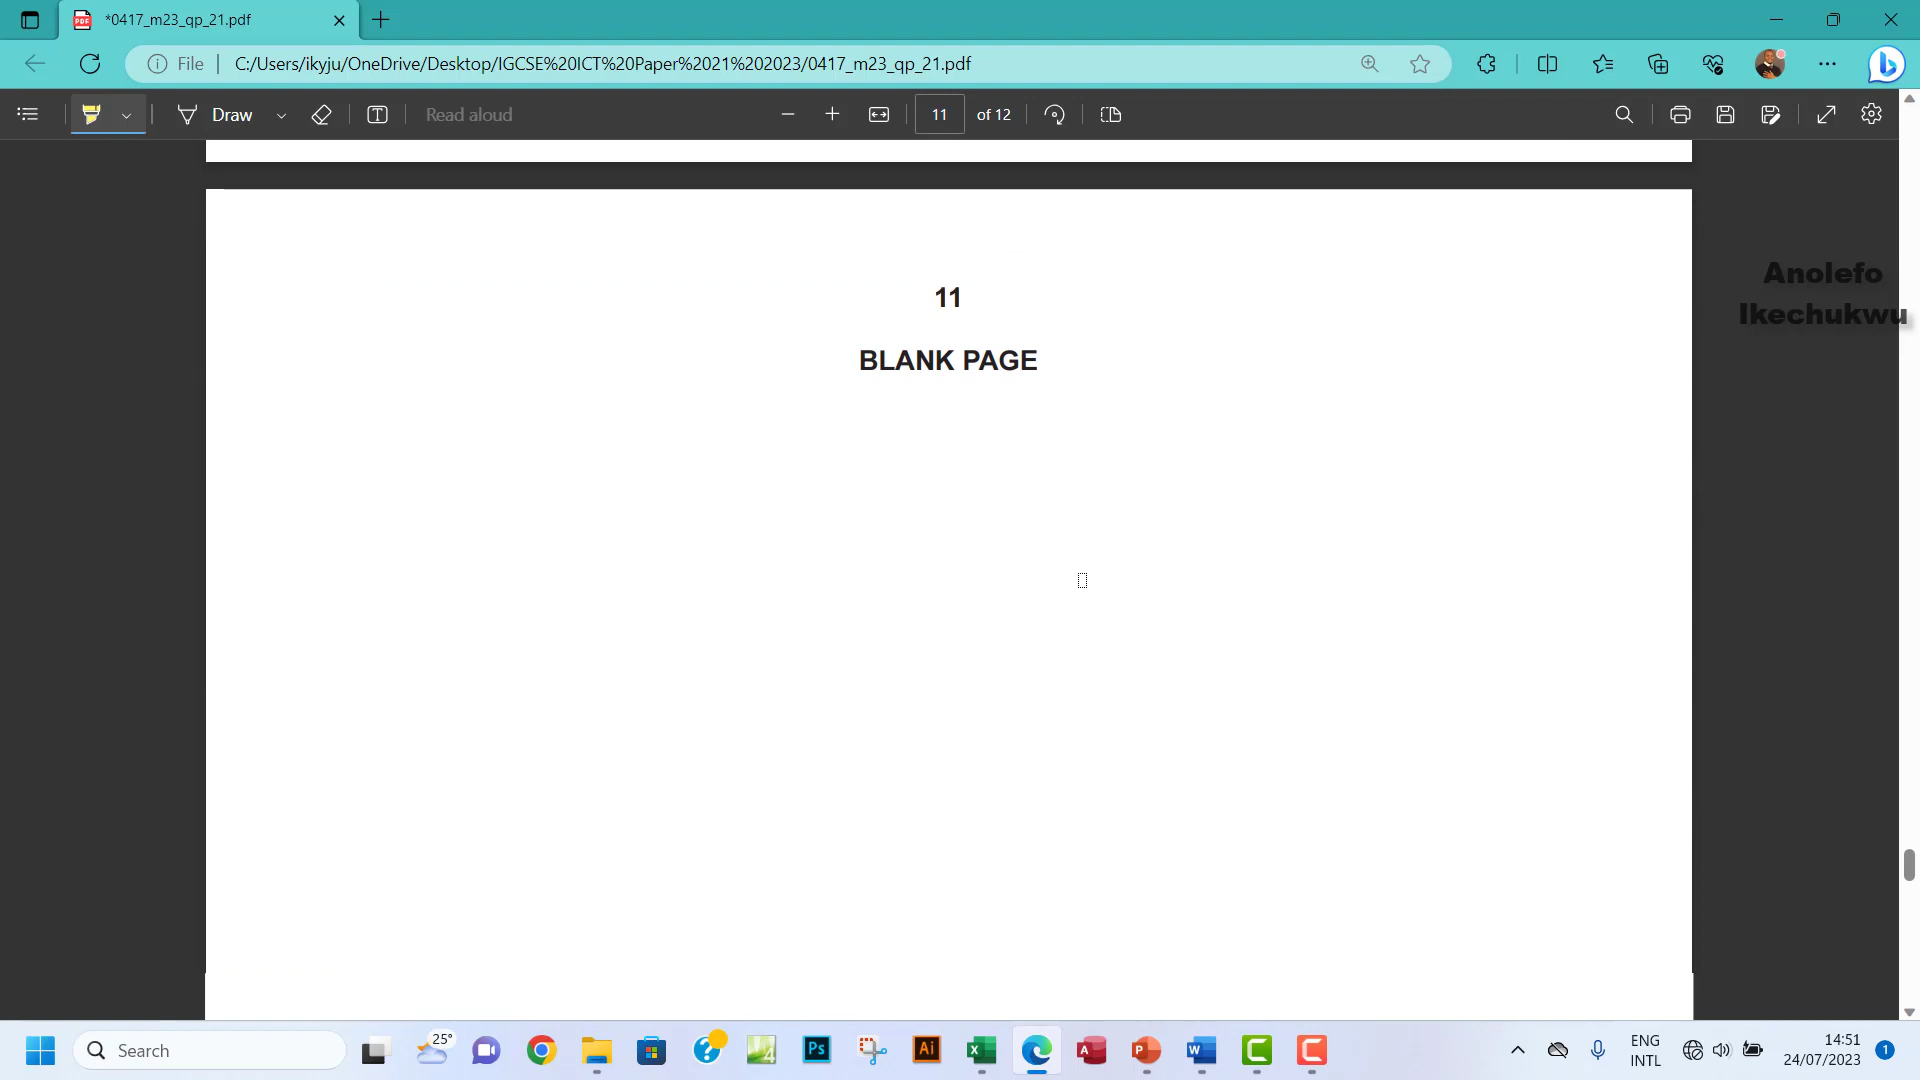 *0417_m23_qp_21.pdf
File
C:/Users/ikyju/OneDrive/Desktop/IGCSE%20ICT%20Paper%2021%202023/0417_m23_qp_21.pdf
Draw
Read aloud
11
of 12
11
BLANK PAGE
Anolefo
Ikechukwu
Search
25°
ENG
INTL
14:51
24/07/2023
1